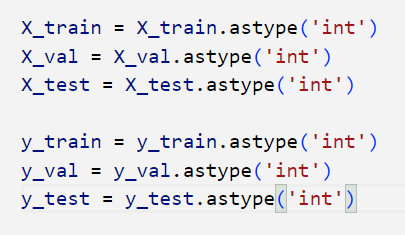 X_train = X_train.astype('int')
X_val = X_val.astype('int')
X_test = X_test.astype('int')
y_train = y_train.astype('int')
y_val = y_val.astype('int')
y_test = y_test.astype('int')